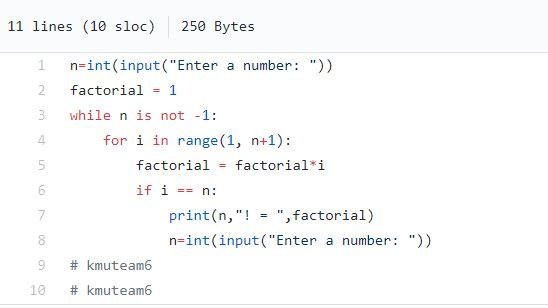 11 lines (10 sloc) 250 Bytes
1 n=int(input("Enter a number: "))
2 factorial = 1
3 while n is not -1:
4     for i in range(1, n+1):
5         factorial = factorial*i
6         if i == n:
7             print(n,"! = ",factorial)
8             n=int(input("Enter a number: "))
9 # kmuteam6
10 # kmuteam6